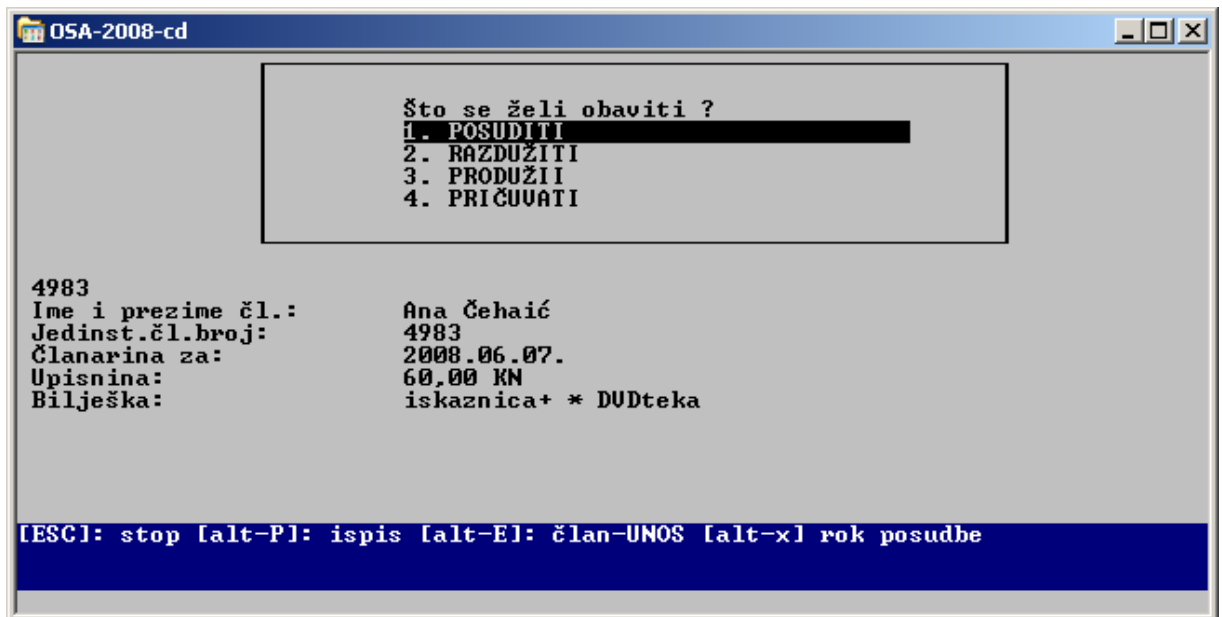 OSA-2008-cd
Što se želi obaviti ?
1. POSUDITI
2. RAZDUŽITI
3. PRODUŽII
4. PRIČUVATI
4983
Ime i prezime čl.: Ana Čehaić
Jedinst.čl.broj: 4983
Članarina za: 2008.06.07.
Upisnina: 60,00 KN
Bilješka: iskaznica+ * DVDteka
[ESC]: stop [alt-P]: ispis [alt-E]: član-UNOS [alt-x] rok posudbe